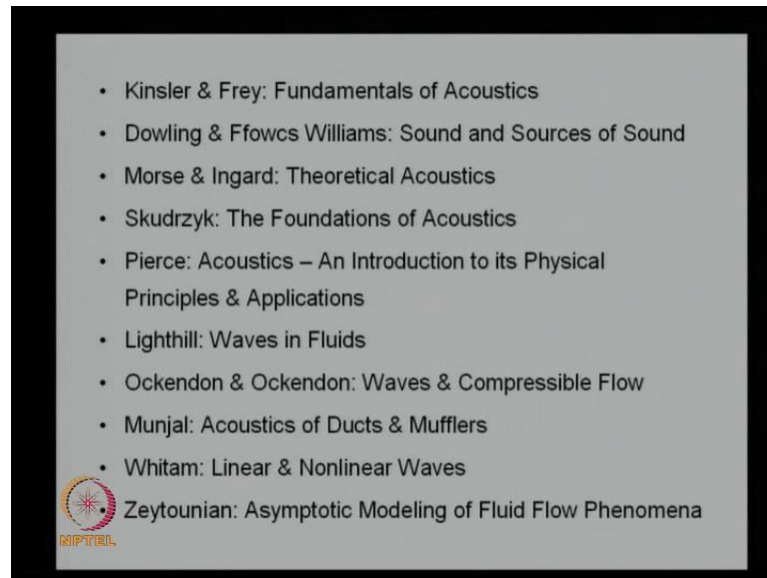 • Kinsler & Frey: Fundamentals of Acoustics
• Dowling & Ffowcs Williams: Sound and Sources of Sound
• Morse & Ingard: Theoretical Acoustics
• Skudrzyk: The Foundations of Acoustics
• Pierce: Acoustics – An Introduction to its Physical
Principles & Applications
• Lighthill: Waves in Fluids
• Ockendon & Ockendon: Waves & Compressible Flow
• Munjal: Acoustics of Ducts & Mufflers
• Whitam: Linear & Nonlinear Waves
• Zeytounian: Asymptotic Modeling of Fluid Flow Phenomena
NPTEL